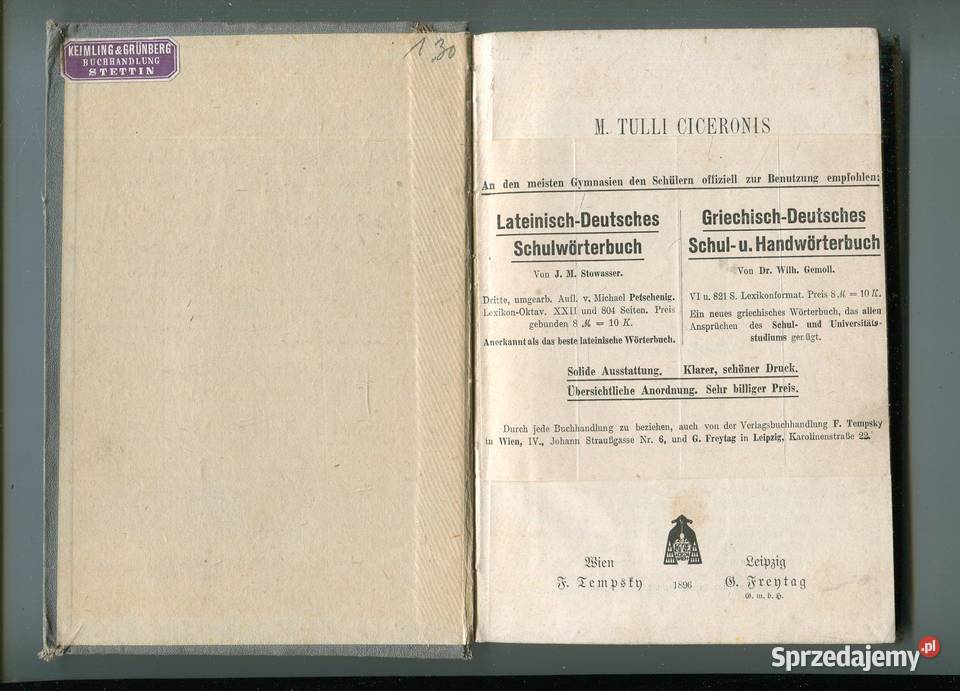 KEIMLING & GRÜNBERG
BUCHHANDLUNG
STETTIN
1.30
M. TULLI CICERONIS
An den meisten Gymnasien den Schülern offiziell zur Benutzung empfohlen:
Lateinisch-Deutsches
Schulwörterbuch
Von J. M. Stowasser.
Dritte, umgearb. Aufl. v. Michael Petschenig.
Lexikon-Oktav. XXII und 804 Seiten. Preis
gebunden 8 ℳ = 10 K.
Anerkannt als das beste lateinische Wörterbuch.
Griechisch-Deutsches
Schul- u. Handwörterbuch
Von Dr. Wilh. Gemoll.
VI u. 821 S. Lexikonformat. Preis 8 ℳ = 10 K.
Ein neues griechisches Wörterbuch, das allen
Ansprüchen des Schul- und Universitäts-
studiums genügt.
Solide Ausstattung. Klarer, schöner Druck.
Übersichtliche Anordnung. Sehr billiger Preis.
Durch jede Buchhandlung zu beziehen, auch von der Verlagsbuchhandlung F. Tempsky
in Wien, IV., Johann Straußgasse Nr. 6, und G. Freytag in Leipzig, Karolinenstraße 22.
Wien
F. Tempsky
1896
Leipzig
G. Freytag
G. m. b. H.
Sprzedajemy.pl